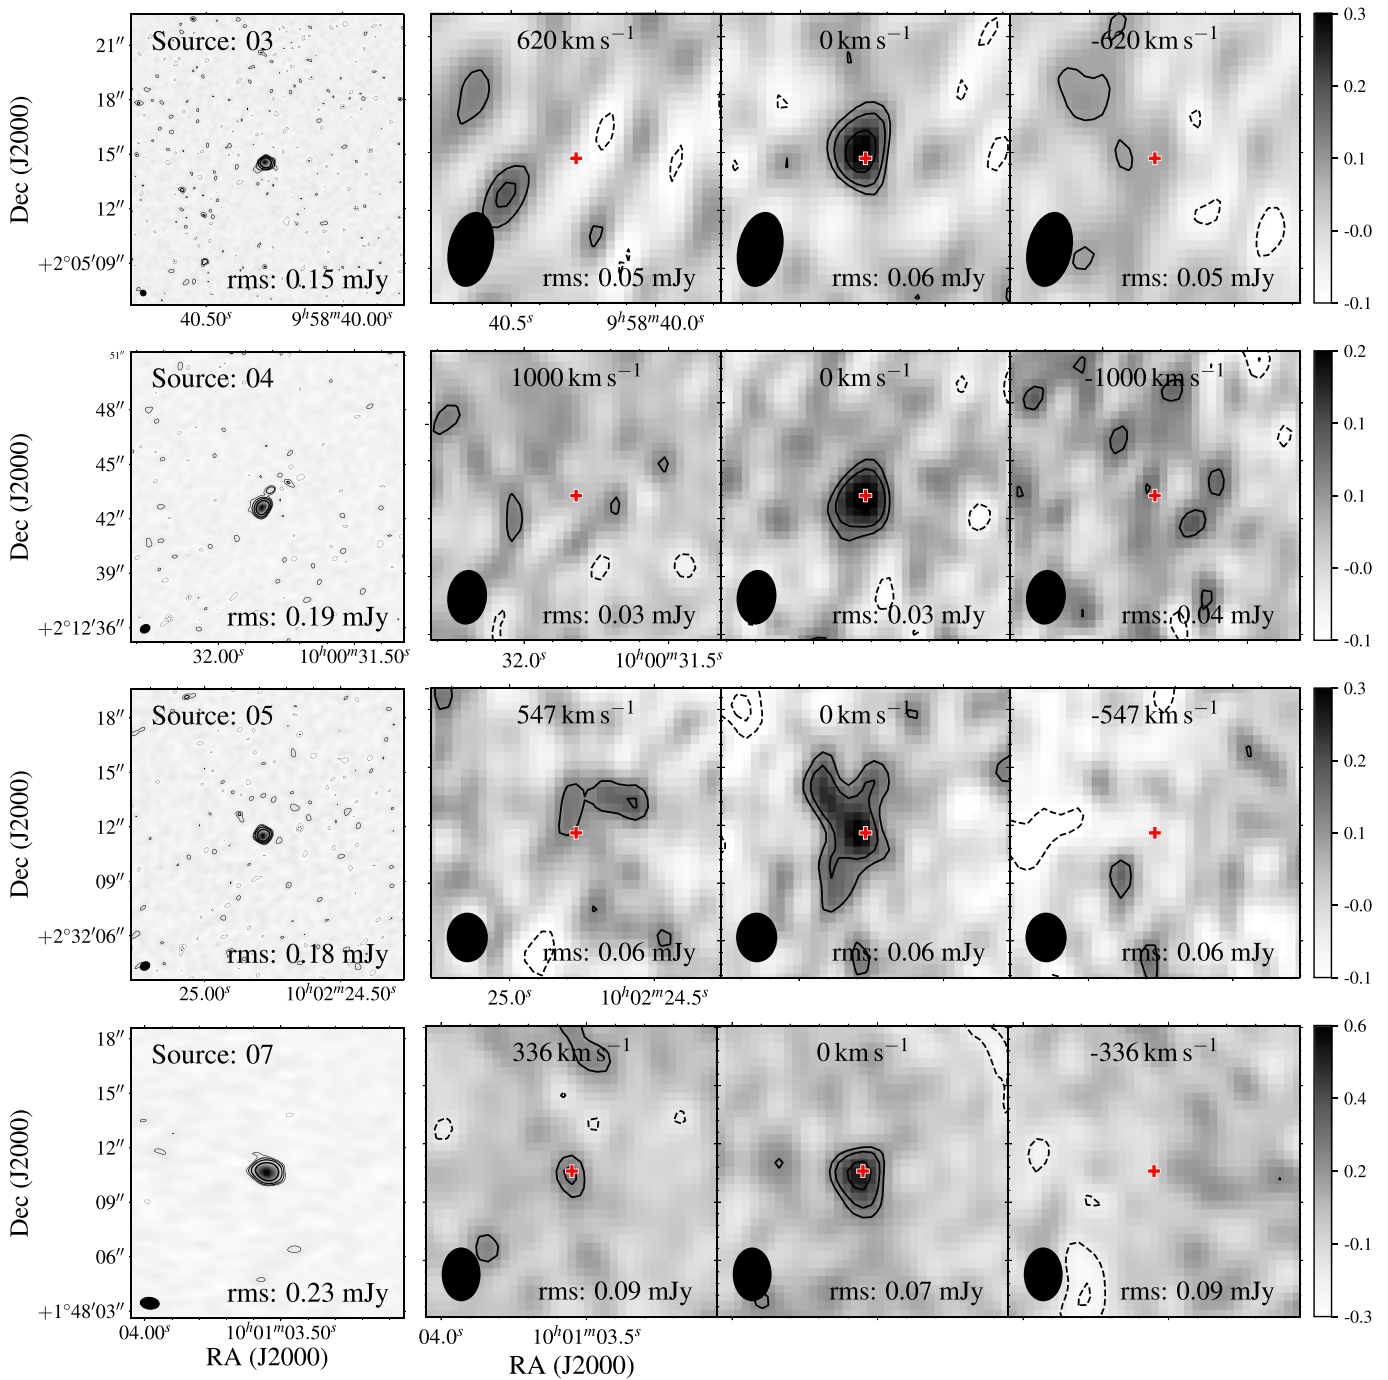 Source: 03
620 km s−1
0 km s−1
-620 km s−1
21″
18″
15″
12″
+2°05′09″
Dec (J2000)
rms: 0.15 mJy
rms: 0.05 mJy
rms: 0.06 mJy
rms: 0.05 mJy
40.50s
9h58m40.00s
40.5s
9h58m40.0s
0.3
0.2
0.1
-0.0
-0.1
Source: 04
1000 km s−1
0 km s−1
-1000 km s−1
51″
48″
45″
42″
39″
+2°12′36″
Dec (J2000)
rms: 0.19 mJy
rms: 0.03 mJy
rms: 0.03 mJy
rms: 0.04 mJy
32.00s
10h00m31.50s
32.0s
10h00m31.5s
0.2
0.1
0.1
-0.0
-0.1
Source: 05
547 km s−1
0 km s−1
-547 km s−1
18″
15″
12″
09″
+2°32′06″
Dec (J2000)
rms: 0.18 mJy
rms: 0.06 mJy
rms: 0.06 mJy
rms: 0.06 mJy
25.00s
10h02m24.50s
25.0s
10h02m24.5s
0.3
0.2
0.1
-0.0
-0.1
Source: 07
336 km s−1
0 km s−1
-336 km s−1
18″
15″
12″
09″
06″
+1°48′03″
Dec (J2000)
rms: 0.23 mJy
rms: 0.09 mJy
rms: 0.07 mJy
rms: 0.09 mJy
04.00s
10h01m03.50s
04.0s
10h01m03.5s
0.6
0.4
0.2
-0.1
-0.3
RA (J2000)
RA (J2000)